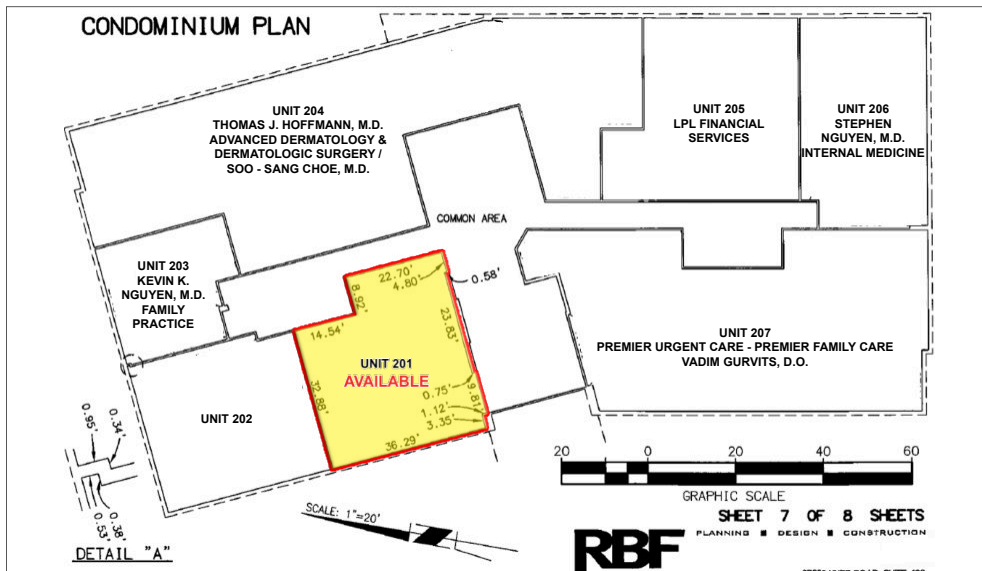 CONDOMINIUM PLAN
UNIT 204
THOMAS J. HOFFMANN, M.D.
ADVANCED DERMATOLOGY &
DERMATOLOGIC SURGERY /
SOO - SANG CHOE, M.D.
UNIT 205
LPL FINANCIAL
SERVICES
UNIT 206
STEPHEN
NGUYEN, M.D.
INTERNAL MEDICINE
COMMON AREA
UNIT 203
KEVIN K.
NGUYEN, M.D.
FAMILY
PRACTICE
22.70'
4.80'
0.58'
8.92'
23.83'
14.54'
UNIT 201
AVAILABLE
32.88'
0.75'
9.81'
1.12'
3.35'
36.29'
UNIT 202
UNIT 207
PREMIER URGENT CARE - PREMIER FAMILY CARE
VADIM GURVITS, D.O.
0.95'
0.34'
0.38'
0.53'
DETAIL "A"
SCALE: 1"=20'
20 0 20 40 60
GRAPHIC SCALE
SHEET 7 OF 8 SHEETS
RBF
PLANNING ■ DESIGN ■ CONSTRUCTION